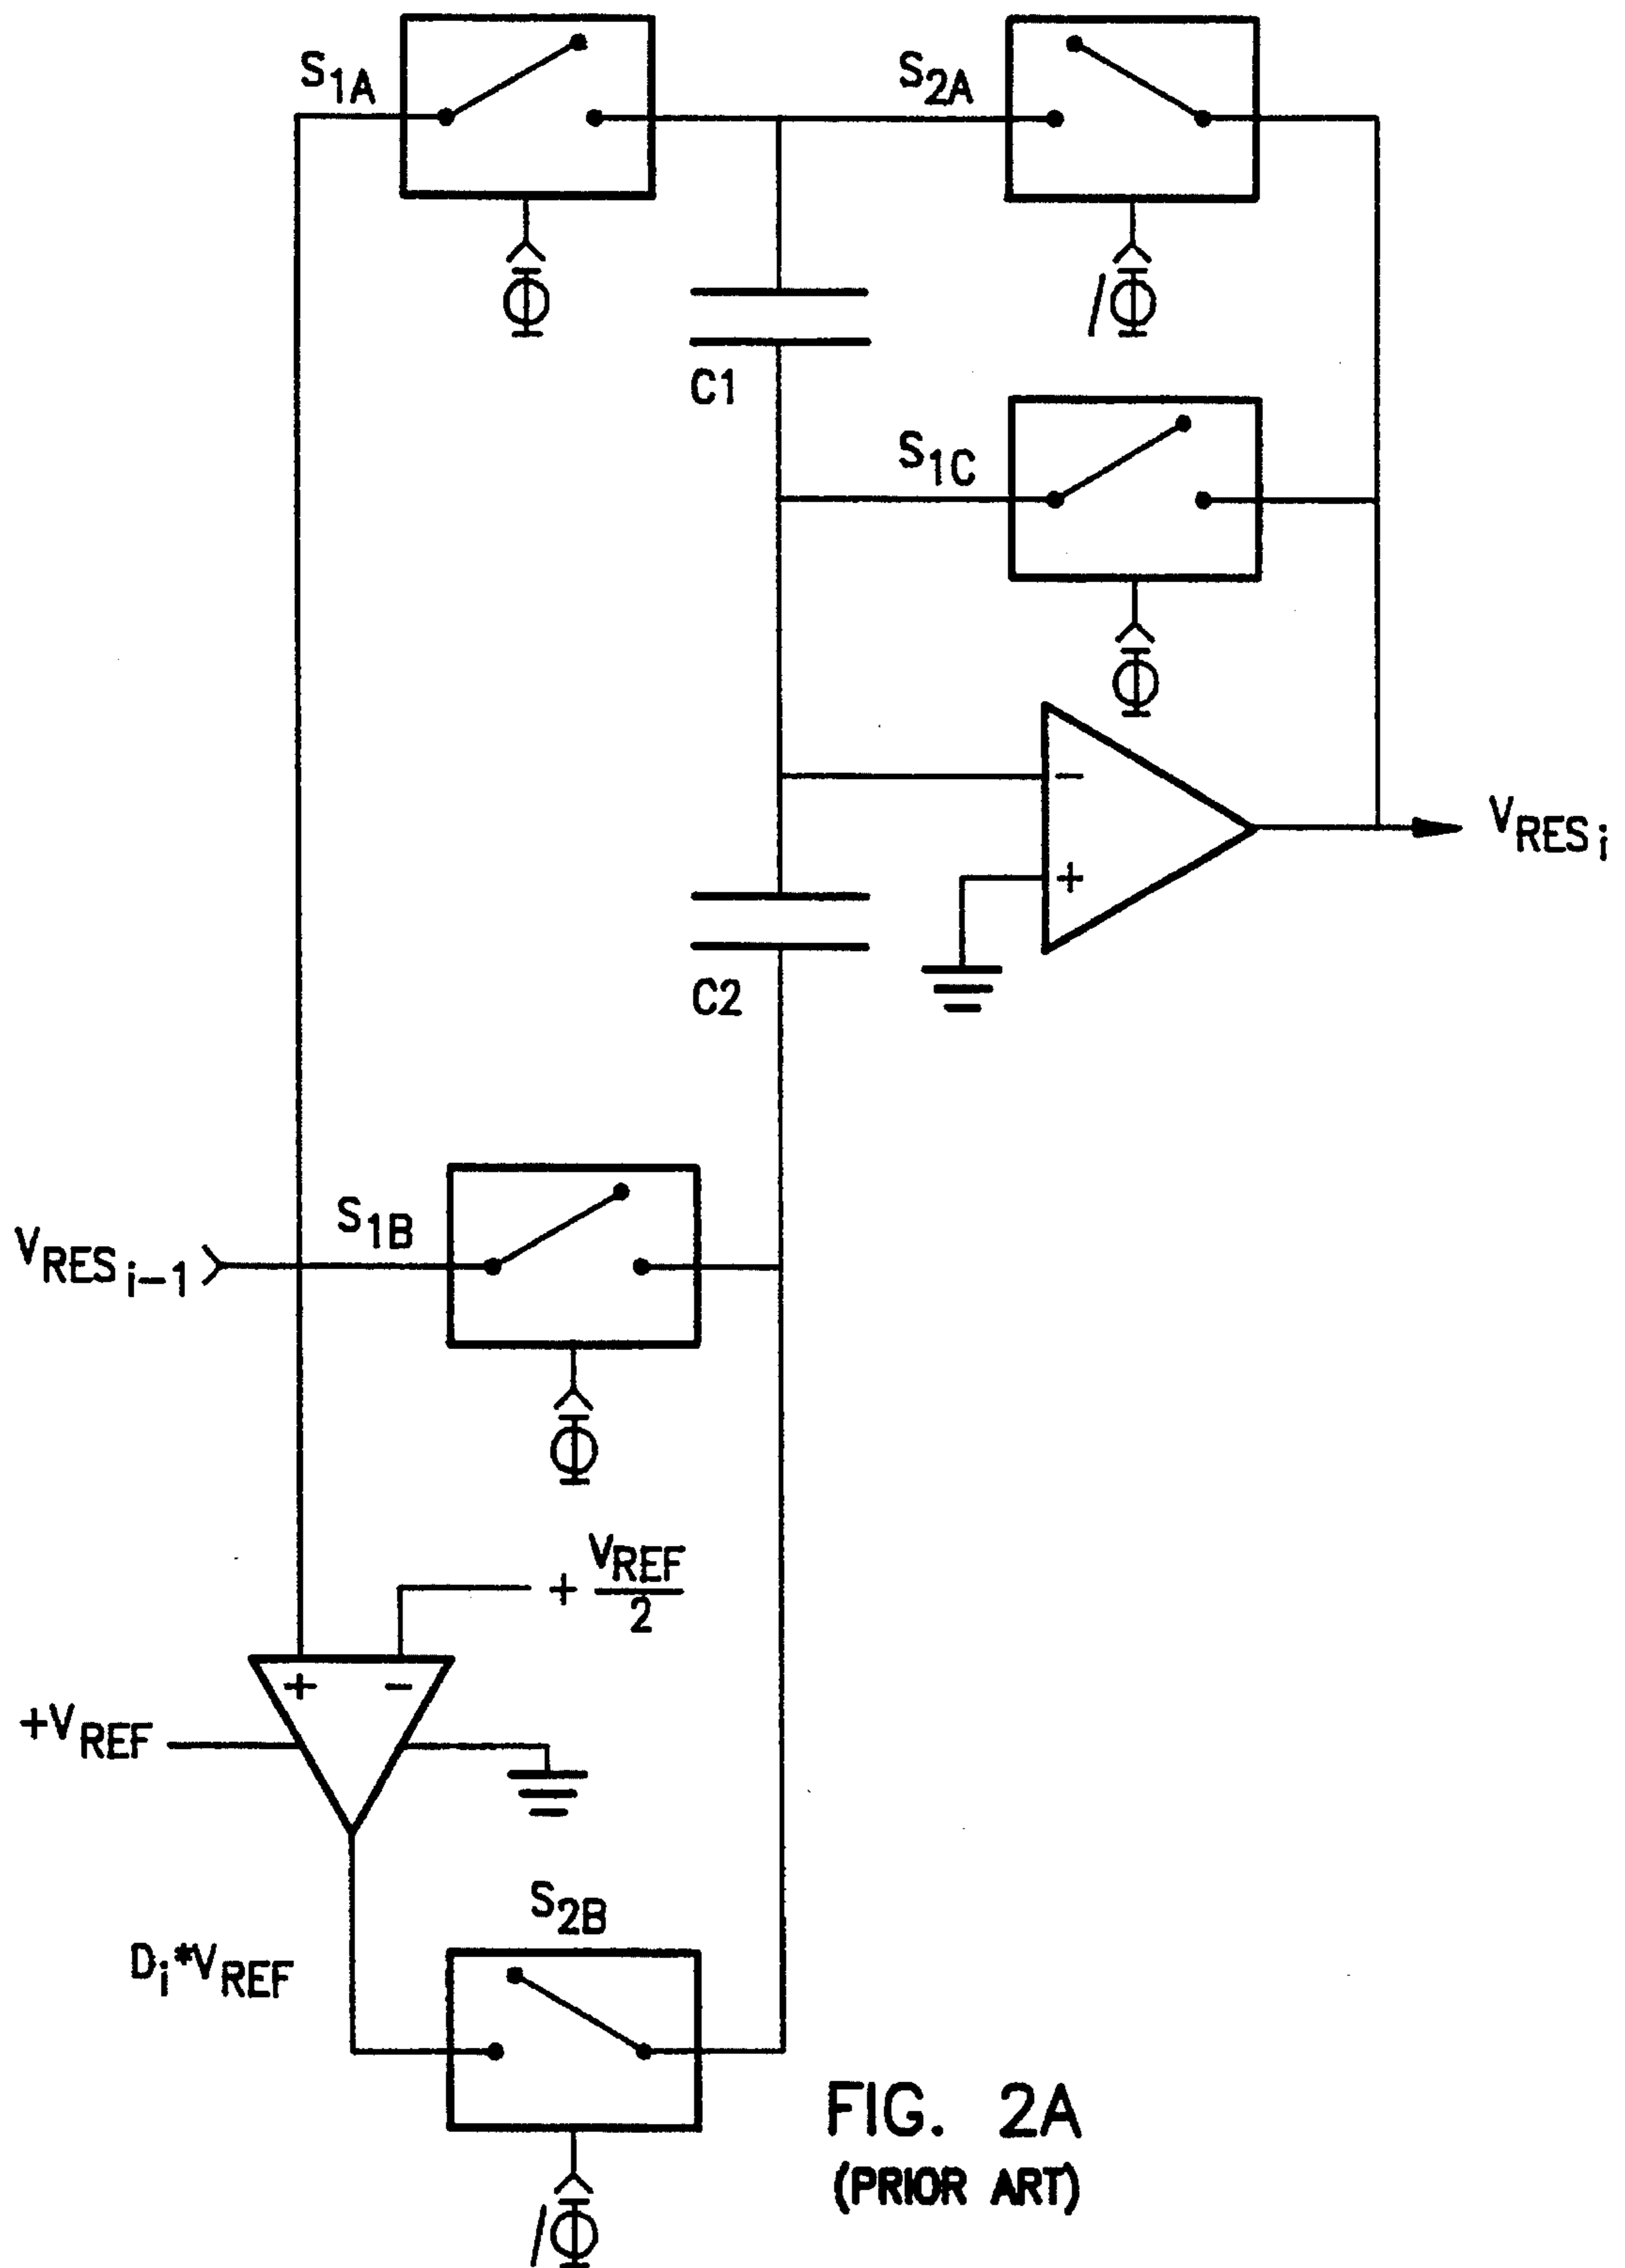 S1A
S2A
Φ
/Φ
C1
S1C
Φ
−
VRESi
+
C2
S1B
VRESi−1
Φ
+ VREF
2
+ −
+VREF
S2B
Di*VREF
/Φ
FIG. 2A
(PRIOR ART)